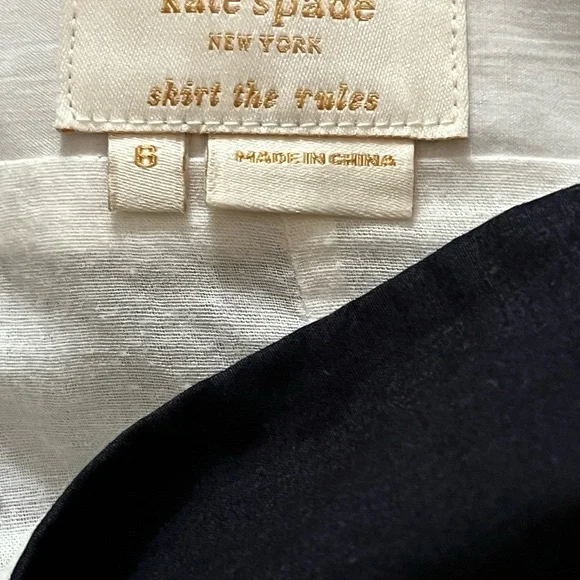 kate spade
NEW YORK
skirt the rules
6
MADE IN CHINA